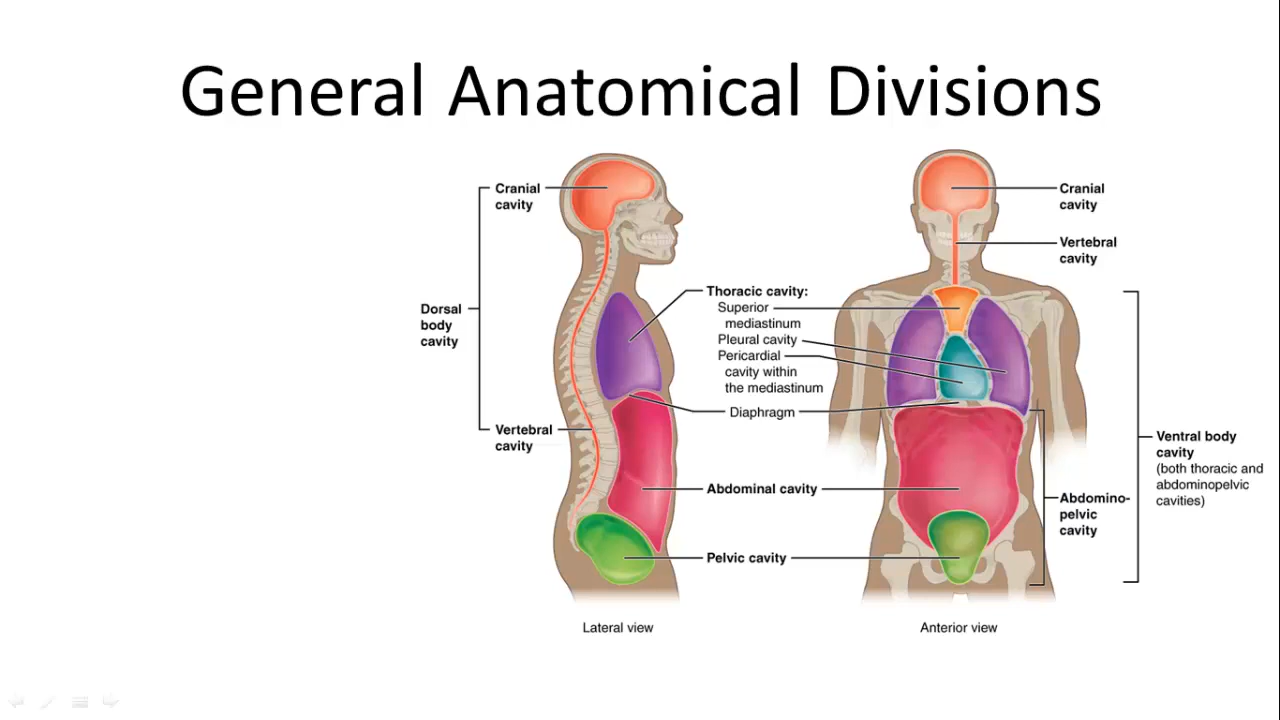 General Anatomical Divisions
Cranial
cavity
Dorsal
body
cavity
Vertebral
cavity
Thoracic cavity:
Superior
mediastinum
Pleural cavity
Pericardial
cavity within
the mediastinum
Diaphragm
Abdominal cavity
Pelvic cavity
Cranial
cavity
Vertebral
cavity
Abdomino-
pelvic
cavity
Ventral body
cavity
(both thoracic and
abdominopelvic
cavities)
Lateral view
Anterior view